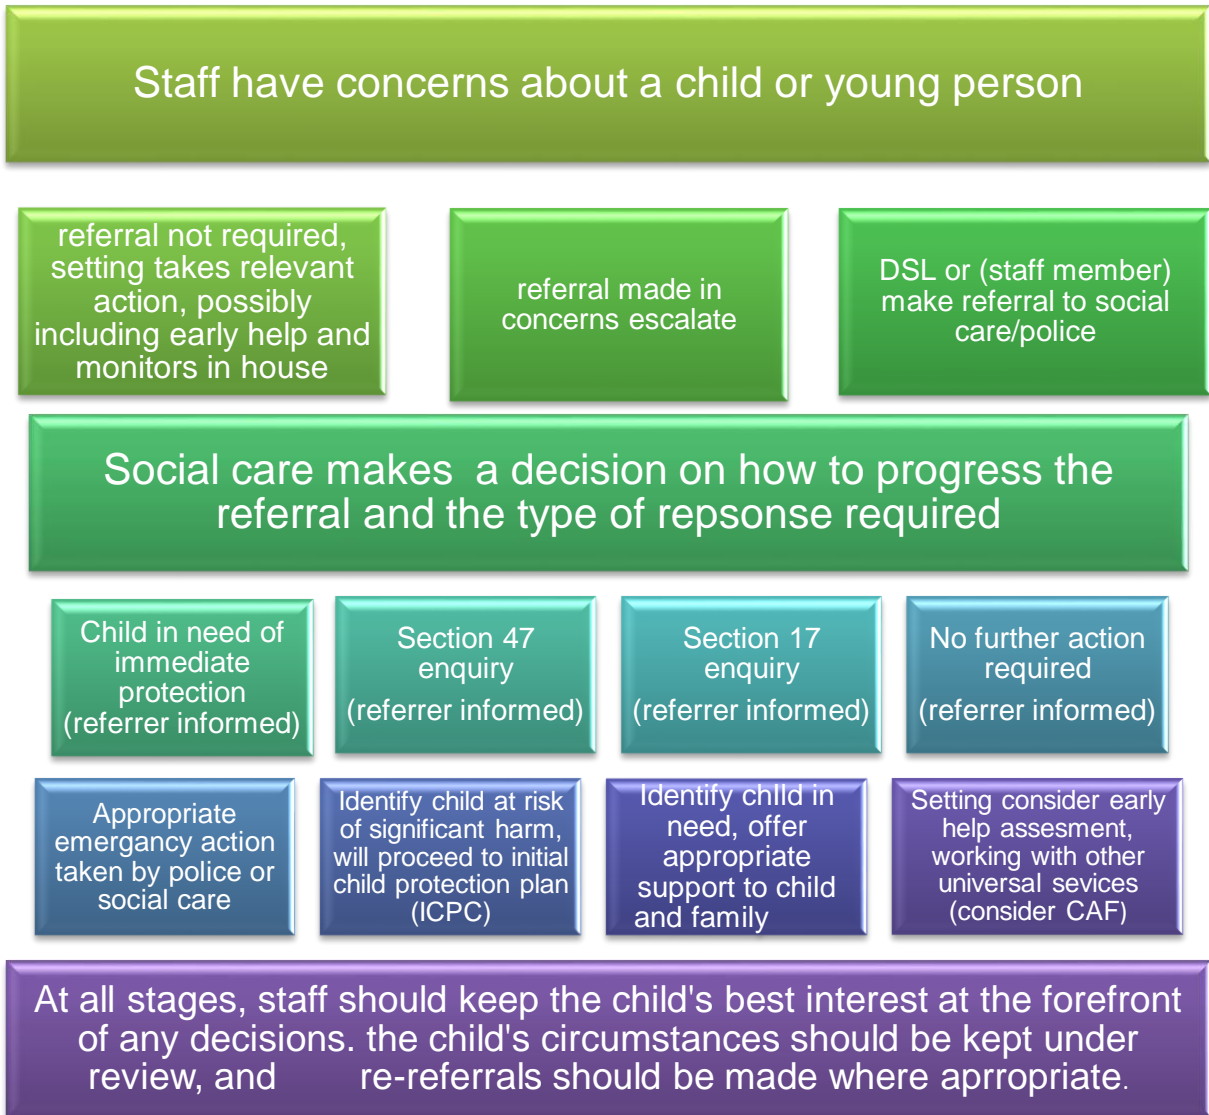 Staff have concerns about a child or young person
referral not required,
setting takes relevant
action, possibly
including early help and
monitors in house
referral made in
concerns escalate
DSL or (staff member)
make referral to social
care/police
Social care makes  a decision on how to progress the
referral and the type of repsonse required
Child in need of
immediate
protection
(referrer informed)
Section 47
enquiry
(referrer informed)
Section 17
enquiry
(referrer informed)
No further action
required
(referrer informed)
Appropriate
emergancy action
taken by police or
social care
Identify child at risk
of significant harm,
will proceed to initial
child protection plan
(ICPC)
Identify chIld in
need, offer
appropriate
support to child
and family
Setting consider early
help assesment,
working with other
universal sevices
(consider CAF)
At all stages, staff should keep the child's best interest at the forefront
of any decisions. the child's circumstances should be kept under
review, and        re-referrals should be made where aprropriate.